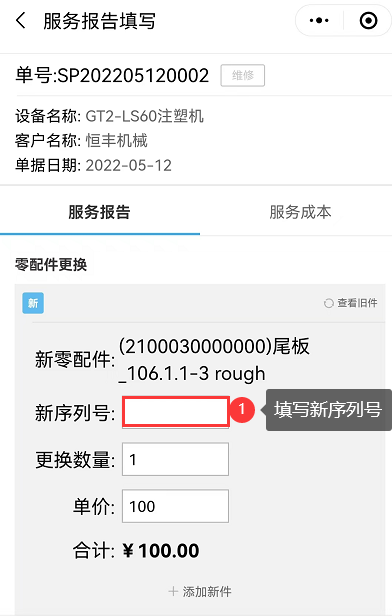 服务报告填写
单号:SP202205120002 维修
设备名称: GT2-LS60注塑机
客户名称: 恒丰机械
单据日期: 2022-05-12
服务报告 服务成本
零配件更换
新 查看旧件
新零配件: (2100030000000)尾板
_106.1.1-3 rough
新序列号: 1 填写新序列号
更换数量: 1
单价: 100
合计: ¥100.00
+ 添加新件